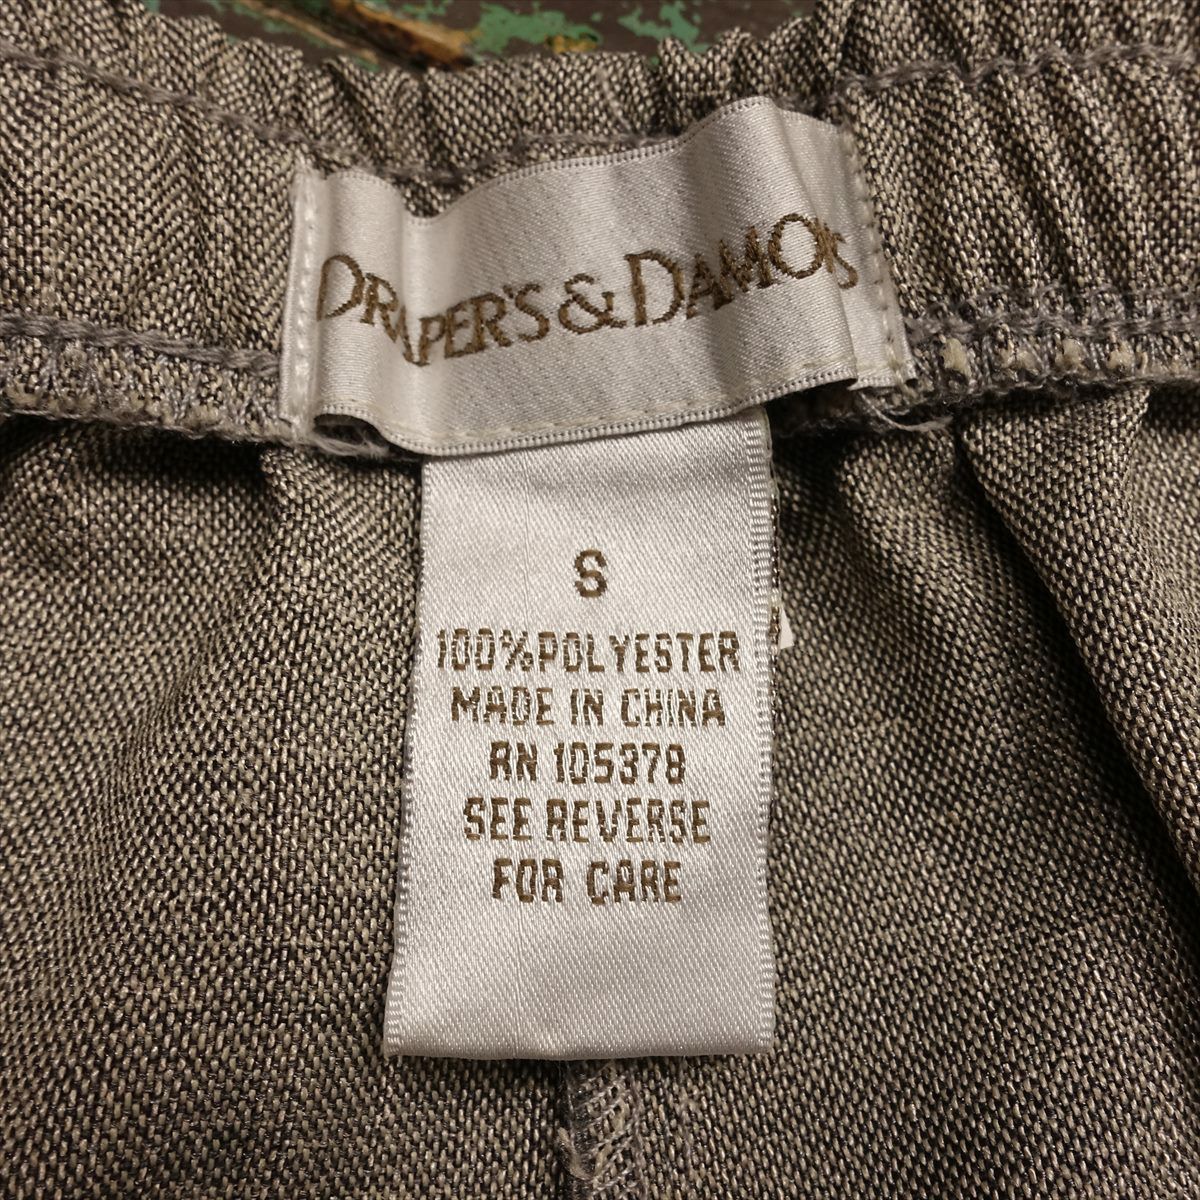 DRAPER'S & DAMON'S
S
100%POLYESTER
MADE IN CHINA
RN 105378
SEE REVERSE
FOR CARE